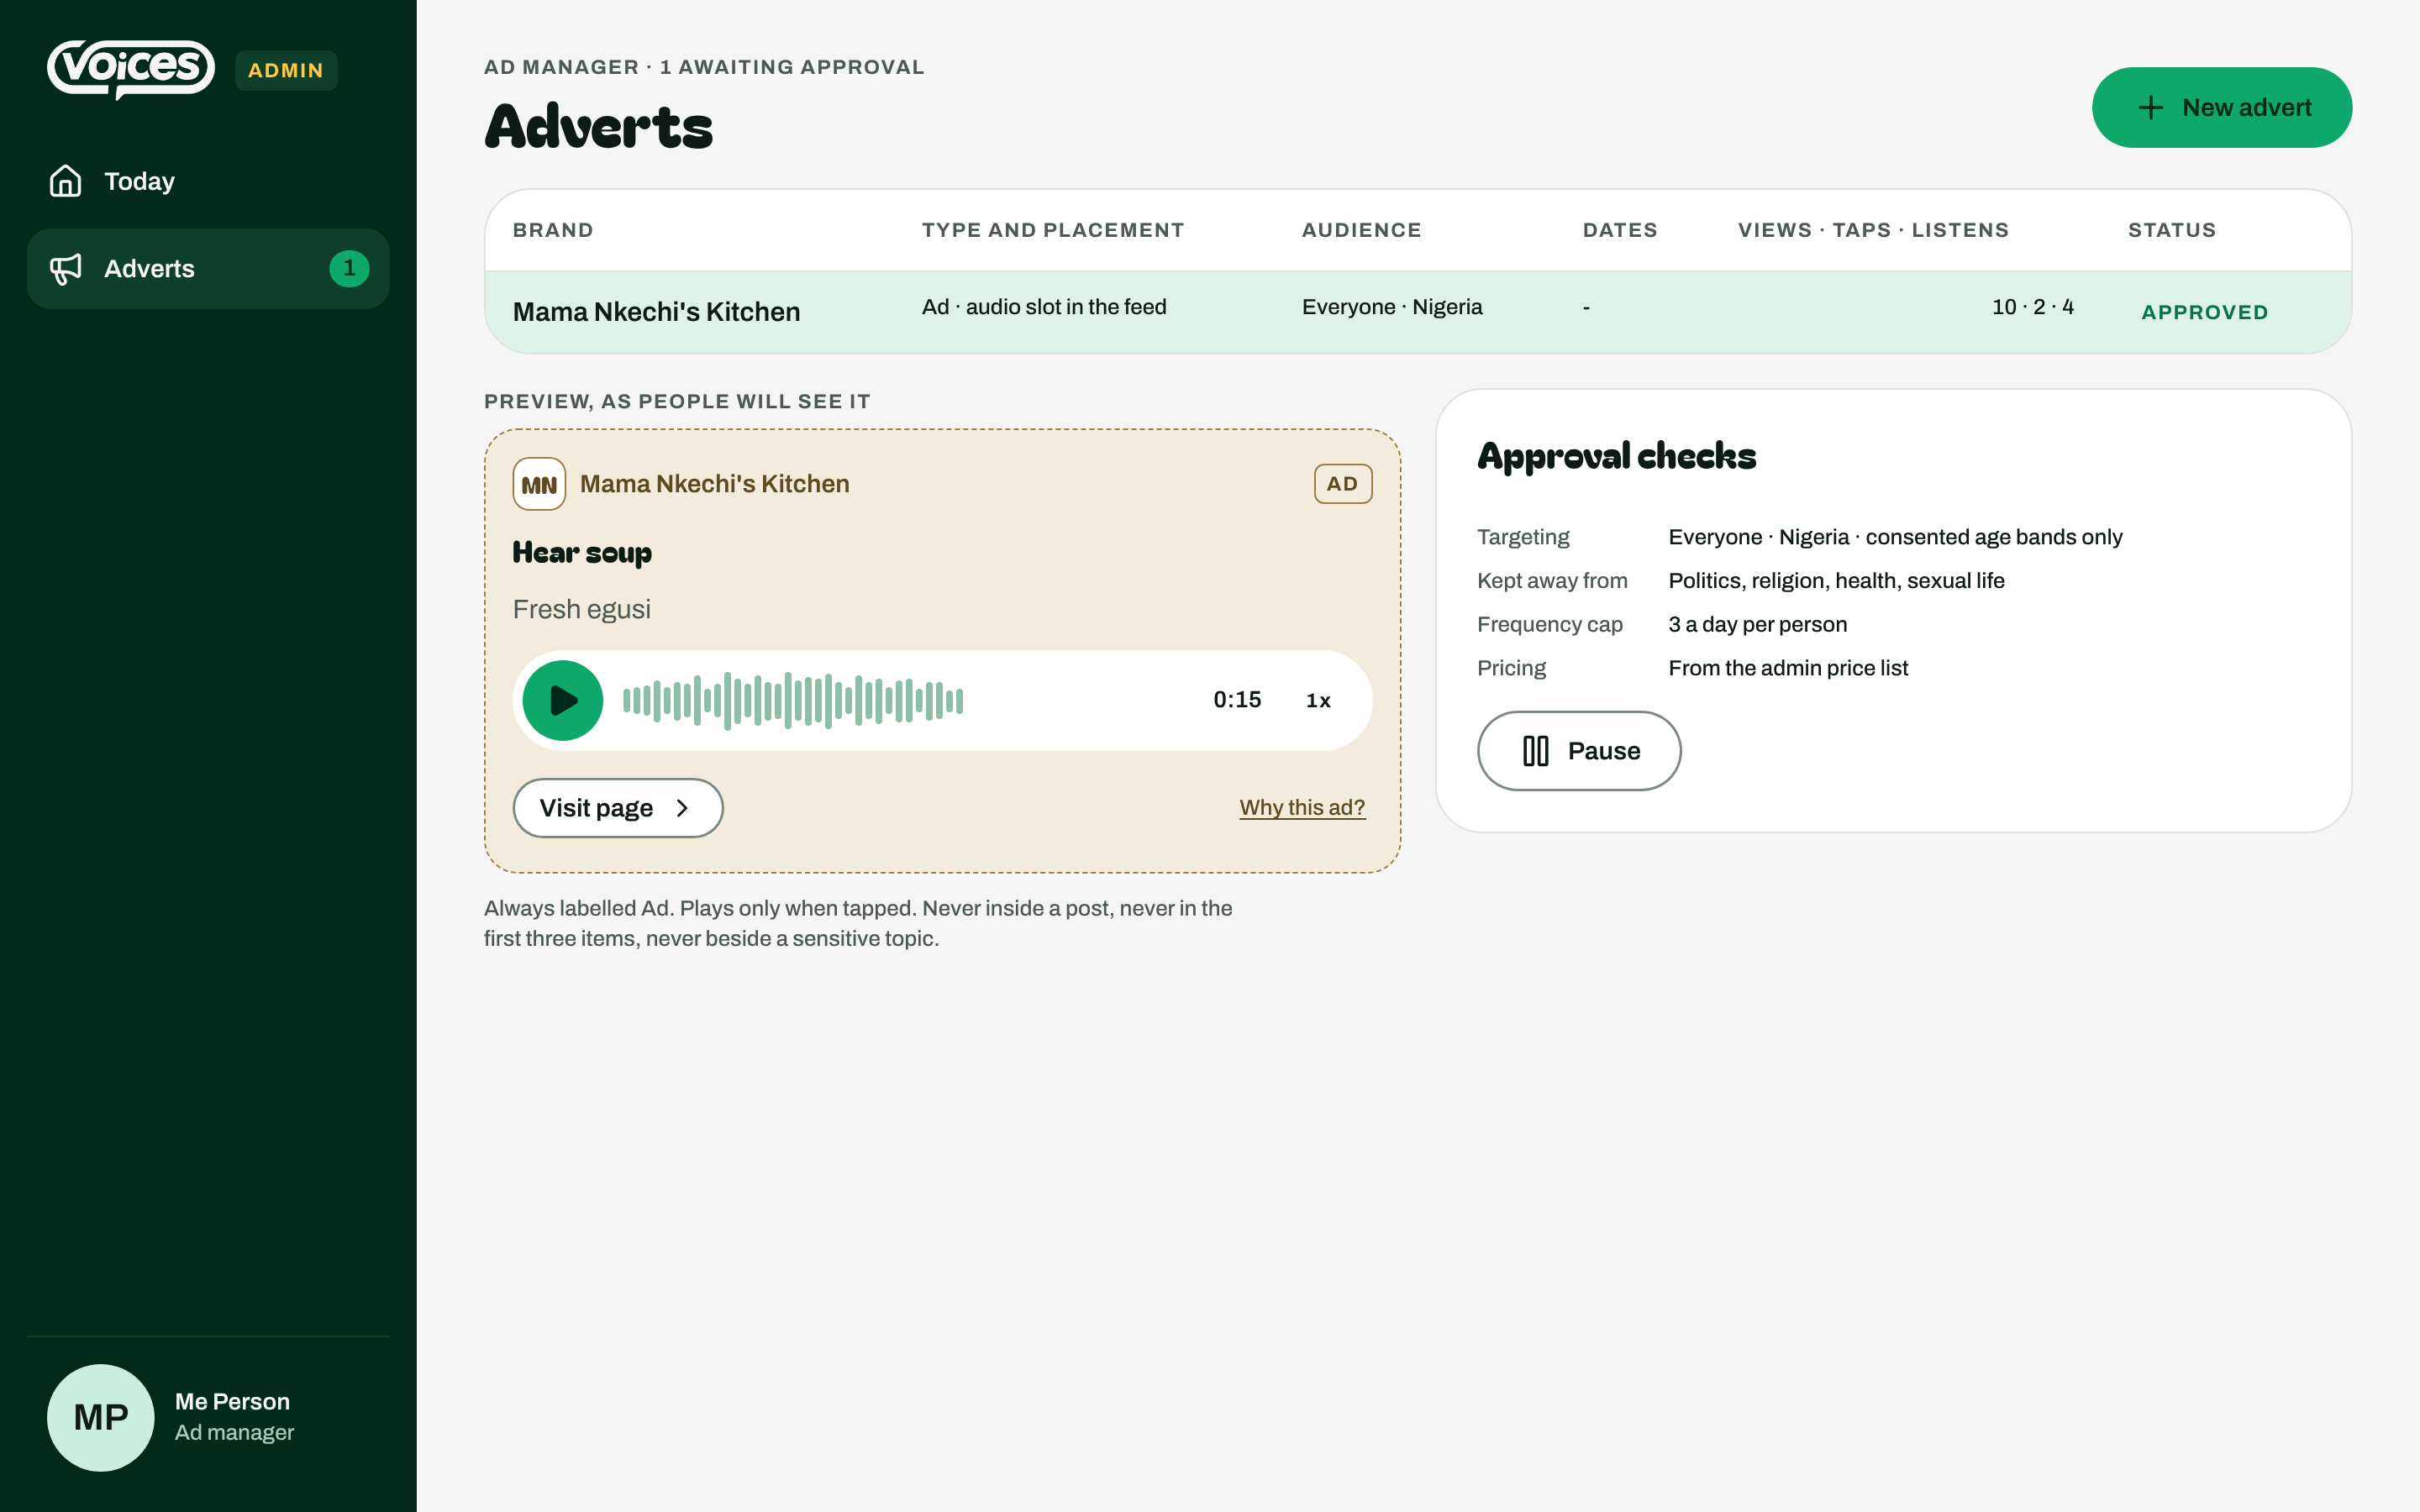 Voices
ADMIN
Today
Adverts
1
Me Person
MP
Ad manager
AD MANAGER · 1 AWAITING APPROVAL
Adverts
New advert
BRAND
TYPE AND PLACEMENT
AUDIENCE
DATES
VIEWS · TAPS · LISTENS
STATUS
Mama Nkechi's Kitchen
Ad · audio slot in the feed
Everyone · Nigeria
-
10 · 2 · 4
APPROVED
PREVIEW, AS PEOPLE WILL SEE IT
MN
Mama Nkechi's Kitchen
AD
Hear soup
Fresh egusi
0:15
1x
Visit page
Why this ad?
Always labelled Ad. Plays only when tapped. Never inside a post, never in the
first three items, never beside a sensitive topic.
Approval checks
Targeting
Everyone · Nigeria · consented age bands only
Kept away from
Politics, religion, health, sexual life
Frequency cap
3 a day per person
Pricing
From the admin price list
Pause